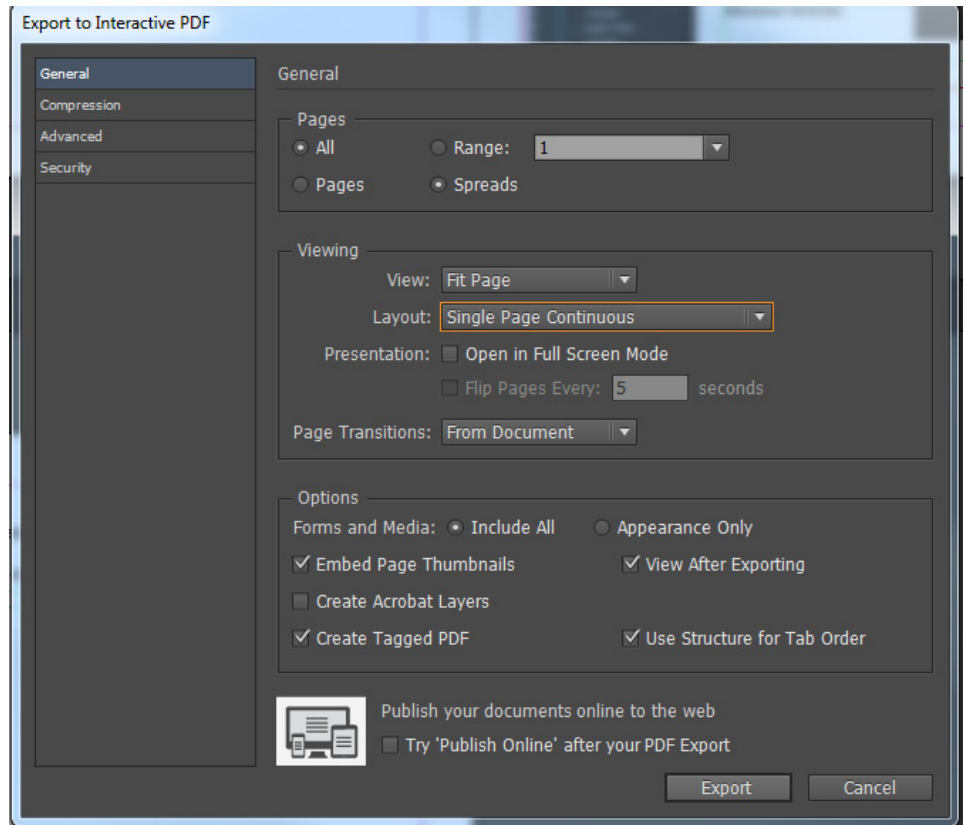 Export to Interactive PDF
General
Compression
Advanced
Security
General
Pages
All Range: 1
Pages Spreads
Viewing
View: Fit Page
Layout: Single Page Continuous
Presentation: Open in Full Screen Mode
Flip Pages Every: 5 seconds
Page Transitions: From Document
Options
Forms and Media: Include All Appearance Only
Embed Page Thumbnails View After Exporting
Create Acrobat Layers
Create Tagged PDF Use Structure for Tab Order
Publish your documents online to the web
Try 'Publish Online' after your PDF Export
Export Cancel